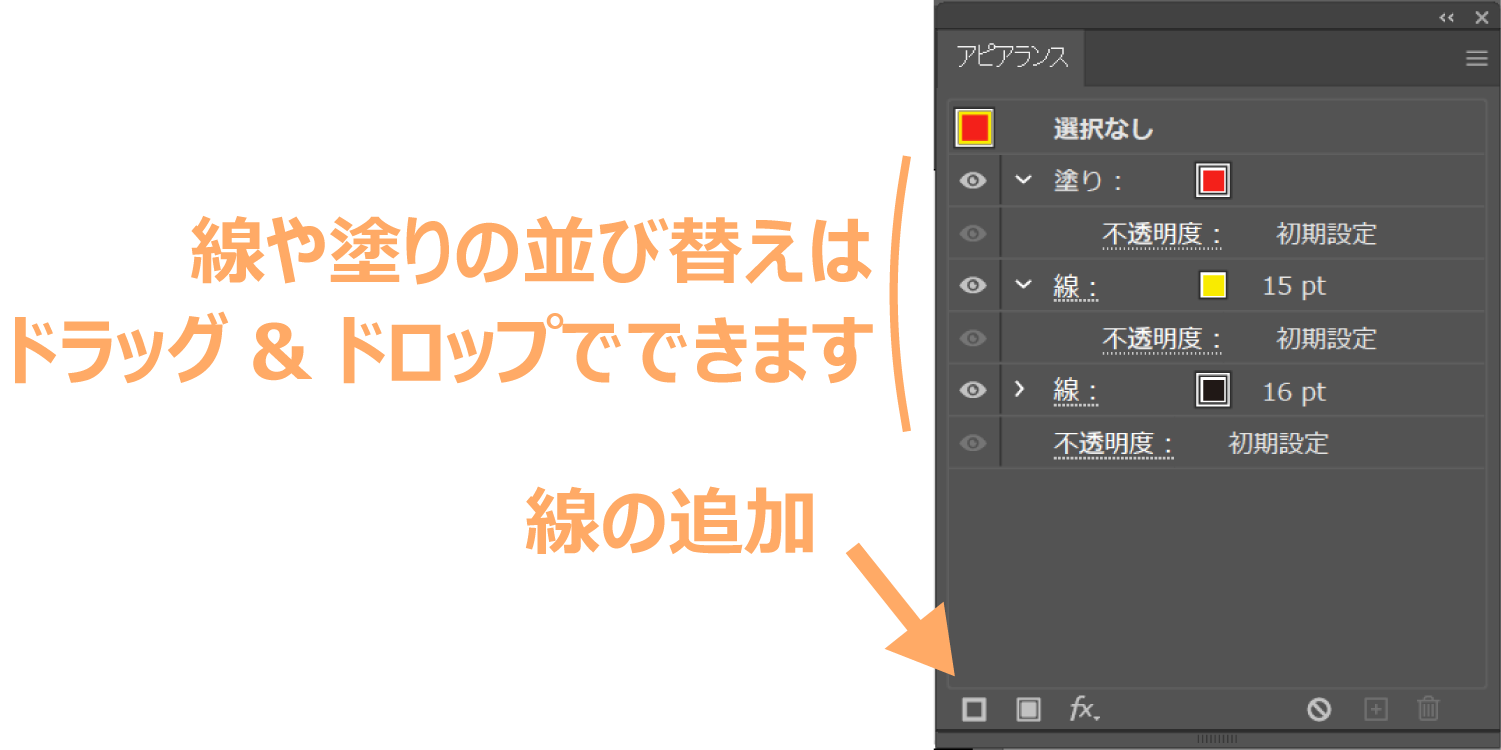 アピアランス
選択なし
塗り：
不透明度： 初期設定
線： 15 pt
不透明度： 初期設定
線： 16 pt
不透明度： 初期設定
fx
線や塗りの並び替えは
ドラッグ & ドロップでできます
線の追加